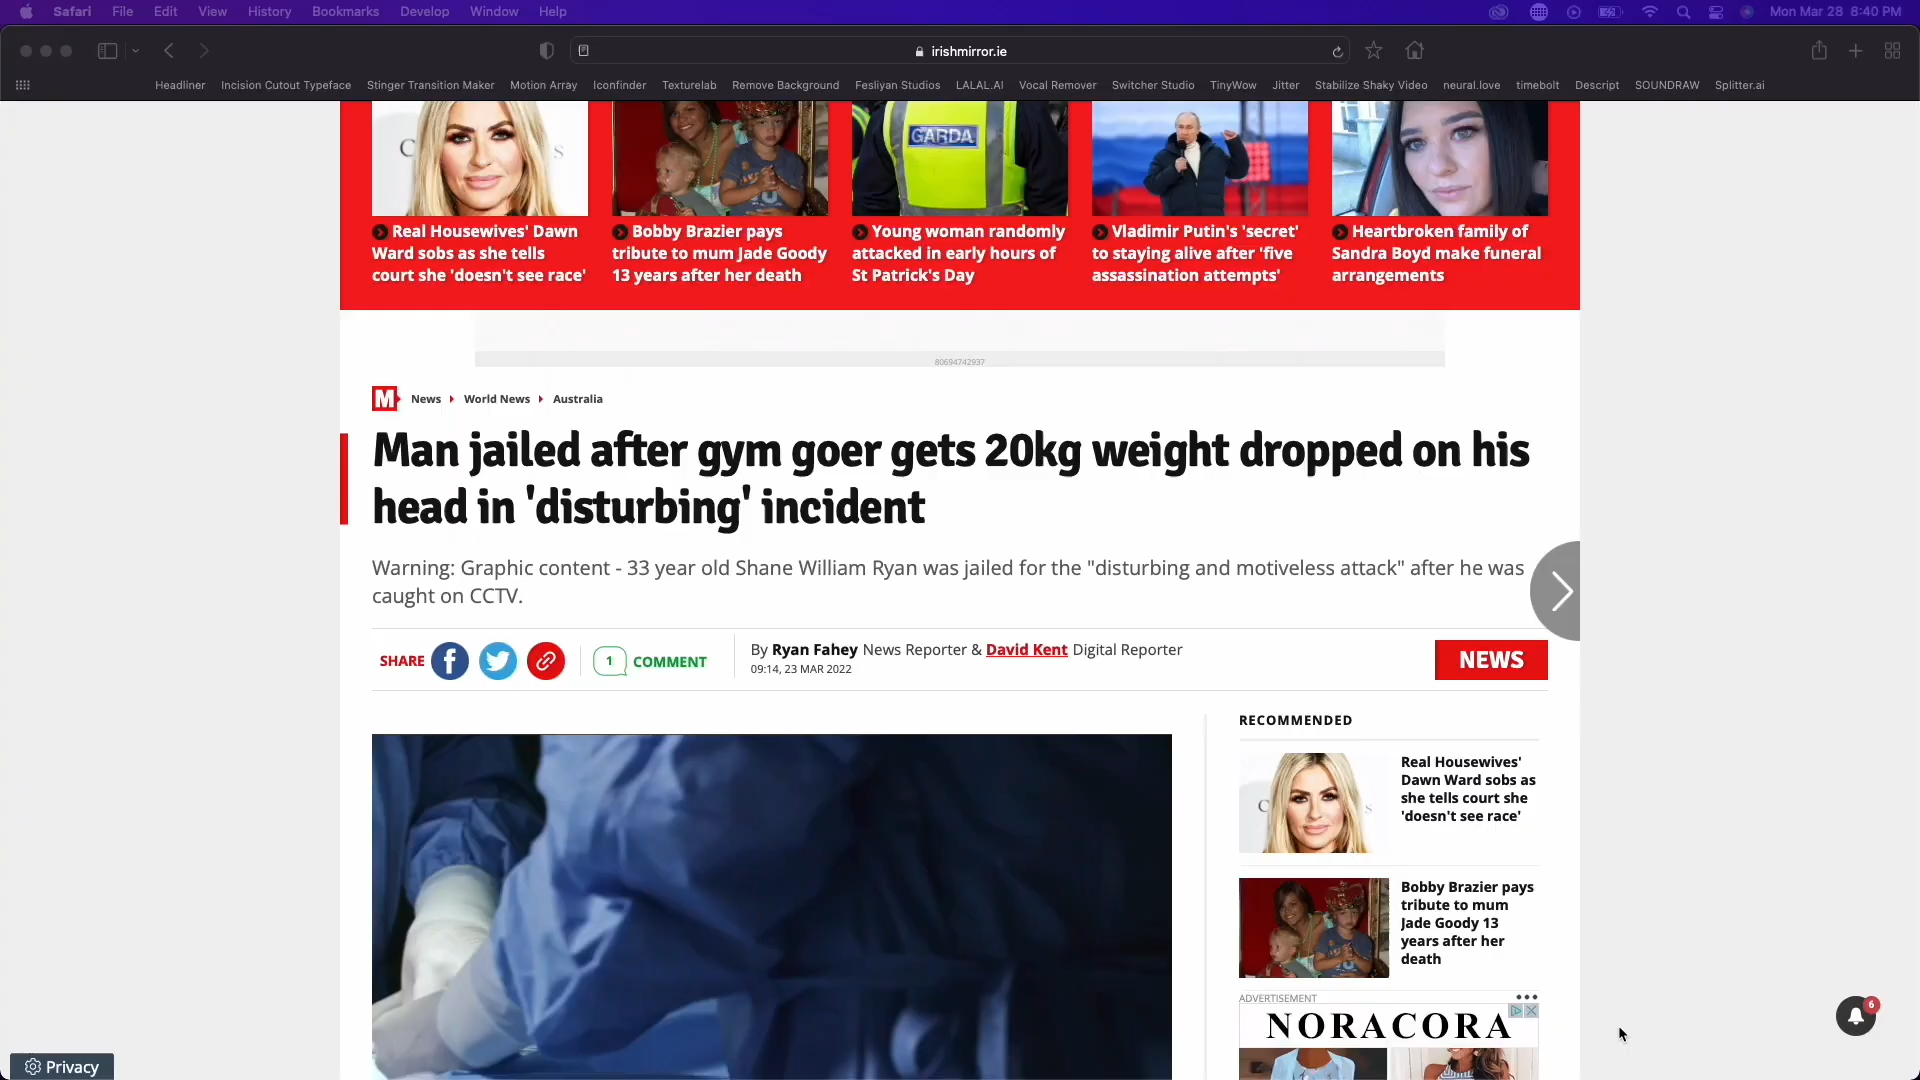 Safari File Edit View History Bookmarks Develop Window Help Mon Mar 28 8:40 PM
irishmirror.ie
Headliner Incision Cutout Typeface Stinger Transition Maker Motion Array Iconfinder Texturelab Remove Background Fesliyan Studios LALAL.AI Vocal Remover Switcher Studio TinyWow Jitter Stabilize Shaky Video neural.love timebolt Descript SOUNDRAW Splitter.ai
GARDA
Real Housewives' Dawn
Ward sobs as she tells
court she 'doesn't see race'
Bobby Brazier pays
tribute to mum Jade Goody
13 years after her death
Young woman randomly
attacked in early hours of
St Patrick's Day
Vladimir Putin's 'secret'
to staying alive after 'five
assassination attempts'
Heartbroken family of
Sandra Boyd make funeral
arrangements
80694742937
M News World News Australia
Man jailed after gym goer gets 20kg weight dropped on his
head in 'disturbing' incident
Warning: Graphic content - 33 year old Shane William Ryan was jailed for the "disturbing and motiveless attack" after he was
caught on CCTV.
SHARE 1 COMMENT
By Ryan Fahey News Reporter & David Kent Digital Reporter
09:14, 23 MAR 2022
NEWS
RECOMMENDED
Real Housewives'
Dawn Ward sobs as
she tells court she
'doesn't see race'
Bobby Brazier pays
tribute to mum
Jade Goody 13
years after her
death
ADVERTISEMENT
NORACORA
6
Privacy